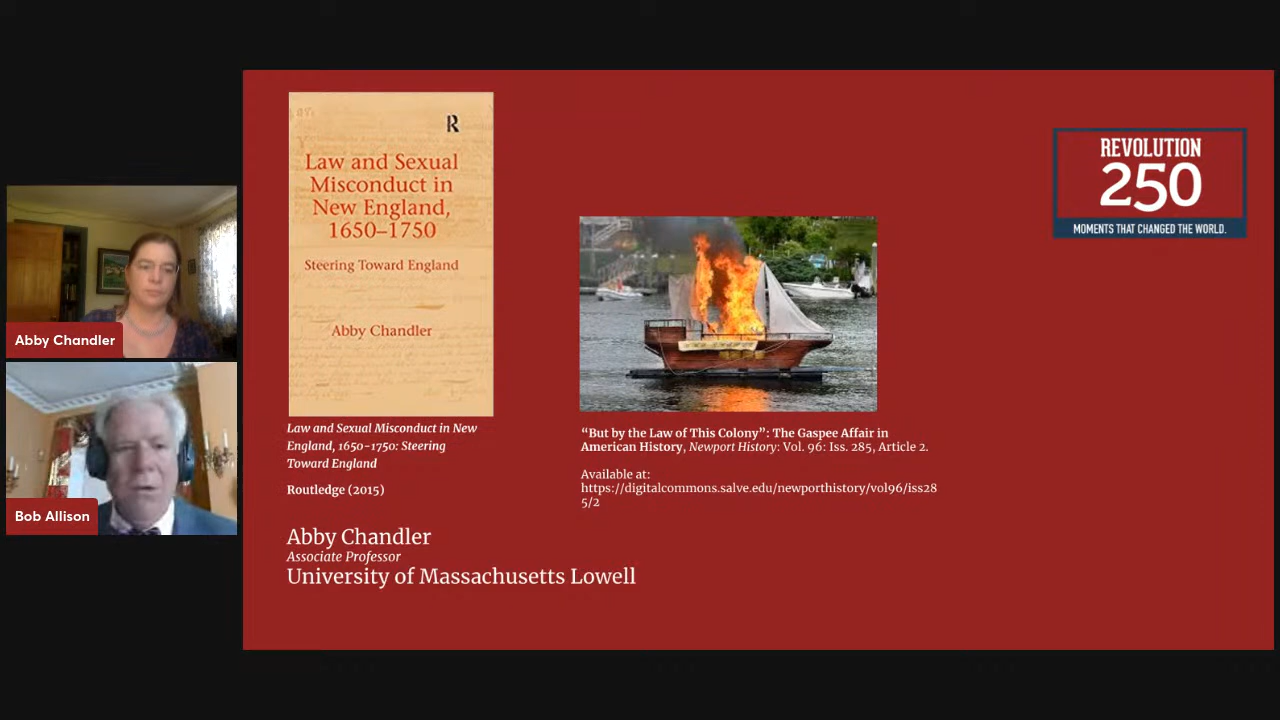 Abby Chandler
Bob Allison
R
Law and Sexual
Misconduct in
New England,
1650–1750
Steering Toward England
Abby Chandler
Law and Sexual Misconduct in New
England, 1650-1750: Steering
Toward England
Routledge (2015)
“But by the Law of This Colony”: The Gaspee Affair in
American History, Newport History: Vol. 96: Iss. 285, Article 2.
Available at:
https://digitalcommons.salve.edu/newporthistory/vol96/iss28
5/2
Abby Chandler
Associate Professor
University of Massachusetts Lowell
REVOLUTION
250
MOMENTS THAT CHANGED THE WORLD.